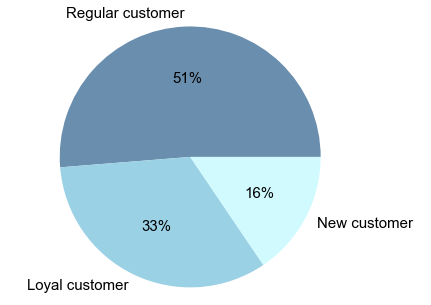 Regular customer
51%
16%
33%
New customer
Loyal customer